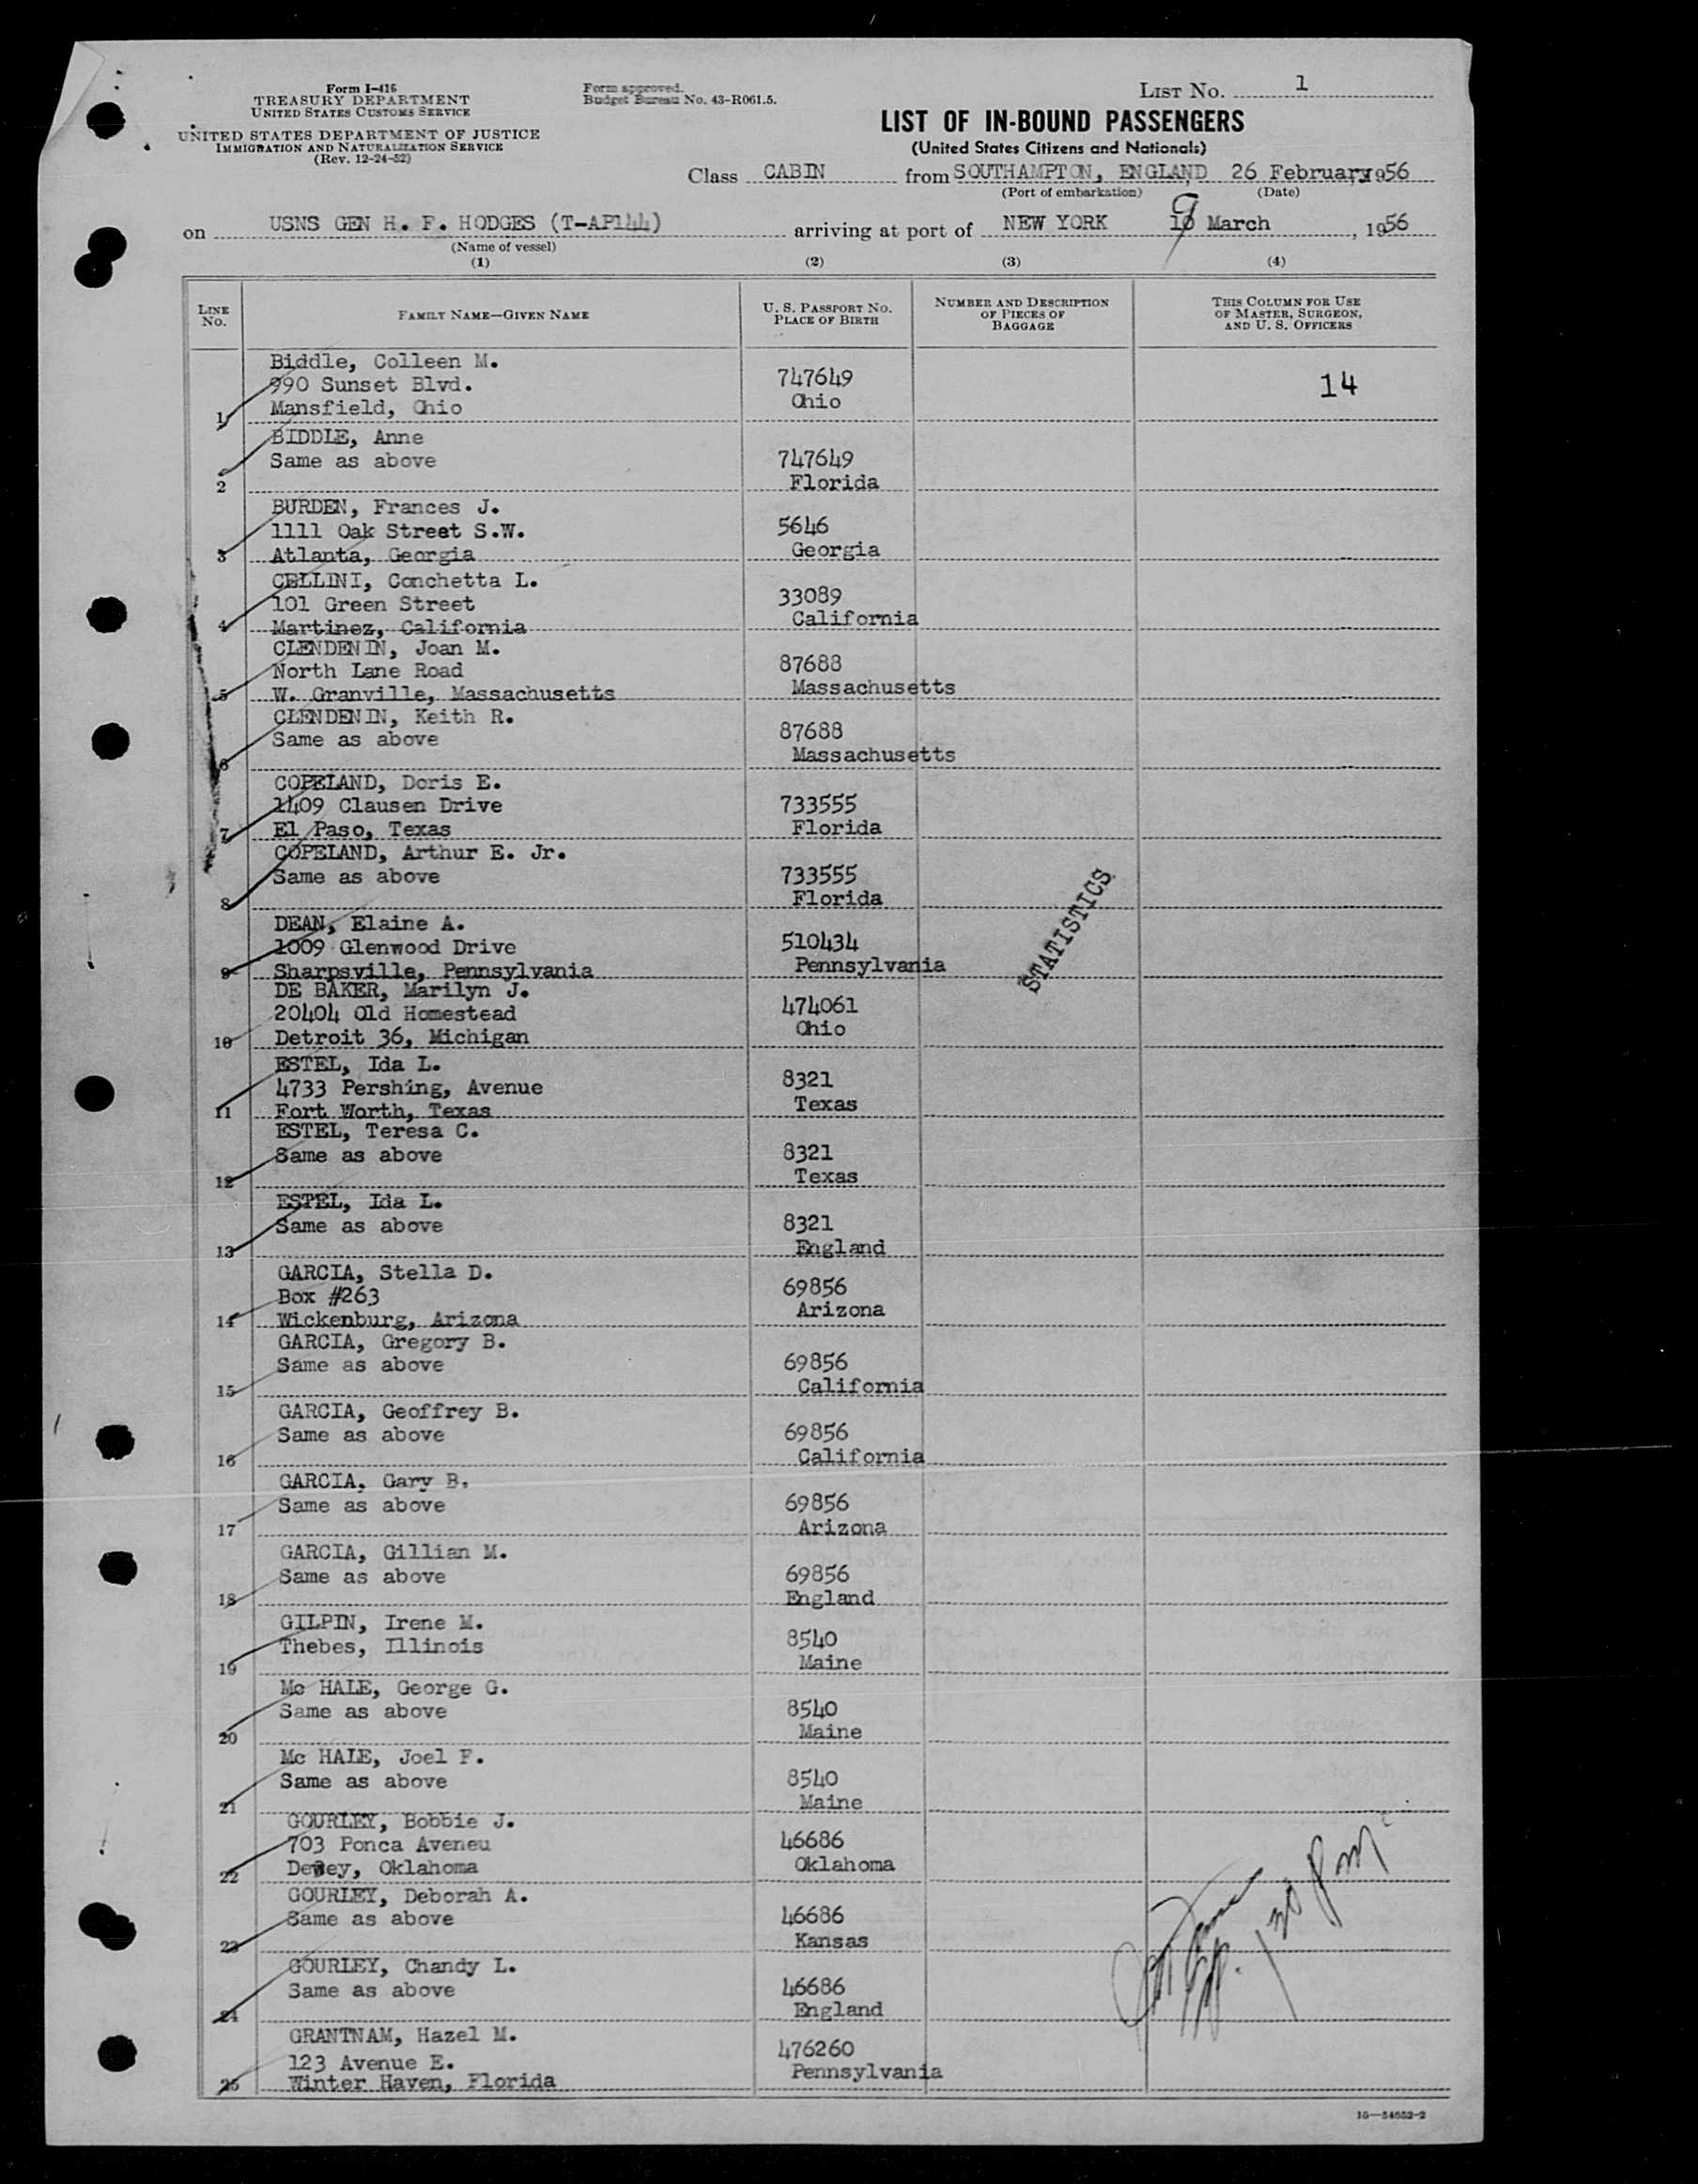 Form I-416
TREASURY DEPARTMENT
UNITED STATES CUSTOMS SERVICE
UNITED STATES DEPARTMENT OF JUSTICE
IMMIGRATION AND NATURALIZATION SERVICE
(Rev. 12-24-52)
Form approved.
Budget Bureau No. 43-R061.5.
LIST No. 1
LIST OF IN-BOUND PASSENGERS
(United States Citizens and Nationals)
Class CABIN from SOUTHAMPTON, ENGLAND 26 February 1956
(Port of embarkation) (Date)
on USNS GEN H. F. HODGES (T-AP144) arriving at port of NEW YORK 9 March, 1956
(Name of vessel)
(1) (2) (3) (4)
LINE No. FAMILY NAME—GIVEN NAME U. S. PASSPORT NO. PLACE OF BIRTH NUMBER AND DESCRIPTION OF PIECES OF BAGGAGE THIS COLUMN FOR USE OF MASTER, SURGEON, AND U. S. OFFICERS
Biddle, Colleen M.
990 Sunset Blvd. 747649 14
1 Mansfield, Ohio Ohio
BIDDLE, Anne
Same as above 747649
2 Florida
BURDEN, Frances J.
1111 Oak Street S.W. 5646
3 Atlanta, Georgia Georgia
CELLINI, Conchetta L.
101 Green Street 33089
4 Martinez, California California
CLENDENIN, Joan M.
North Lane Road 87688
5 W. Granville, Massachusetts Massachusetts
CLENDENIN, Keith R.
Same as above 87688
6 Massachusetts
COPELAND, Doris E.
1409 Clausen Drive 733555
7 El Paso, Texas Florida
COPELAND, Arthur E. Jr.
Same as above 733555
8 Florida
STATISTICS
DEAN, Elaine A.
1009 Glenwood Drive 510434
9 Sharpsville, Pennsylvania Pennsylvania
DE BAKER, Marilyn J.
20404 Old Homestead 474061
10 Detroit 36, Michigan Ohio
ESTEL, Ida L.
4733 Pershing, Avenue 8321
11 Fort Worth, Texas Texas
ESTEL, Teresa C.
Same as above 8321
12 Texas
ESTEL, Ida L.
Same as above 8321
13 England
GARCIA, Stella D.
Box #263 69856
14 Wickenburg, Arizona Arizona
GARCIA, Gregory B.
Same as above 69856
15 California
GARCIA, Geoffrey B.
Same as above 69856
16 California
GARCIA, Gary B.
Same as above 69856
17 Arizona
GARCIA, Gillian M.
Same as above 69856
18 England
GILPIN, Irene M.
Thebes, Illinois 8540
19 Maine
Mc HALE, George G.
Same as above 8540
20 Maine
Mc HALE, Joel F.
Same as above 8540
21 Maine
GOURLEY, Bobbie J.
703 Ponca Aveneu 46686
22 Dewey, Oklahoma Oklahoma
GOURLEY, Deborah A.
Same as above 46686
23 Kansas
GOURLEY, Chandy L.
Same as above 46686
24 England
130 PM
GRANTNAM, Hazel M.
123 Avenue E. 476260
25 Winter Haven, Florida Pennsylvania
16—54652-2